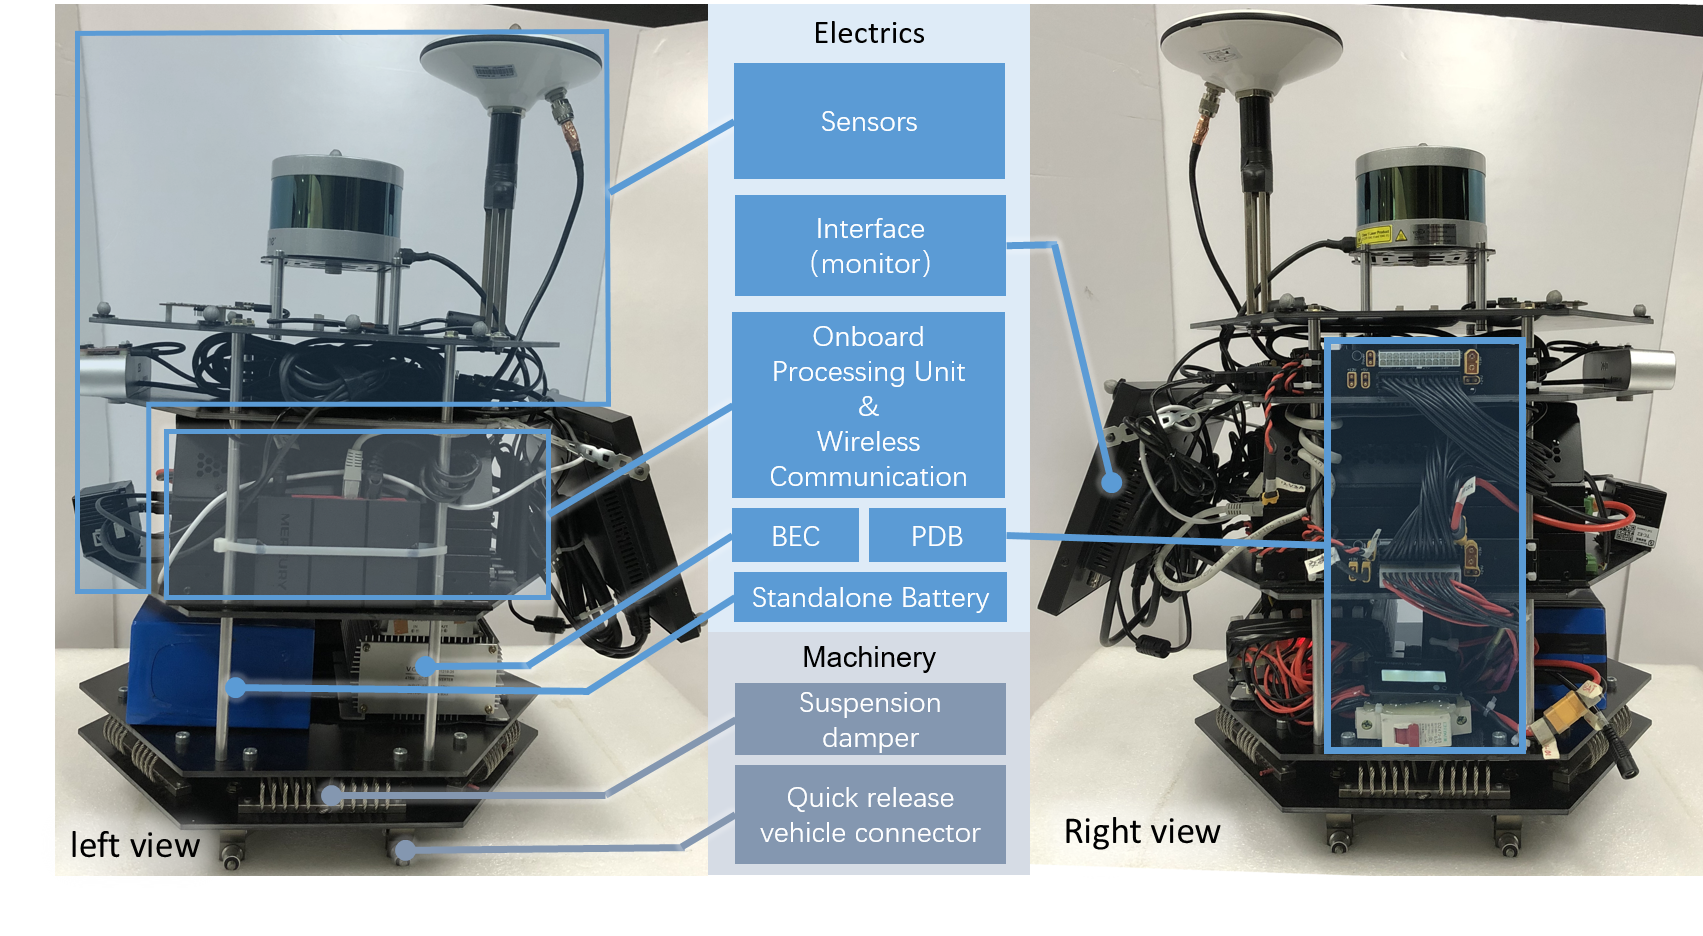 Electrics
Sensors
Interface
(monitor)
Onboard
Processing Unit
&
Wireless
Communication
BEC
PDB
Standalone Battery
Machinery
Suspension
damper
Quick release
vehicle connector
left view
Right view
MERCURY